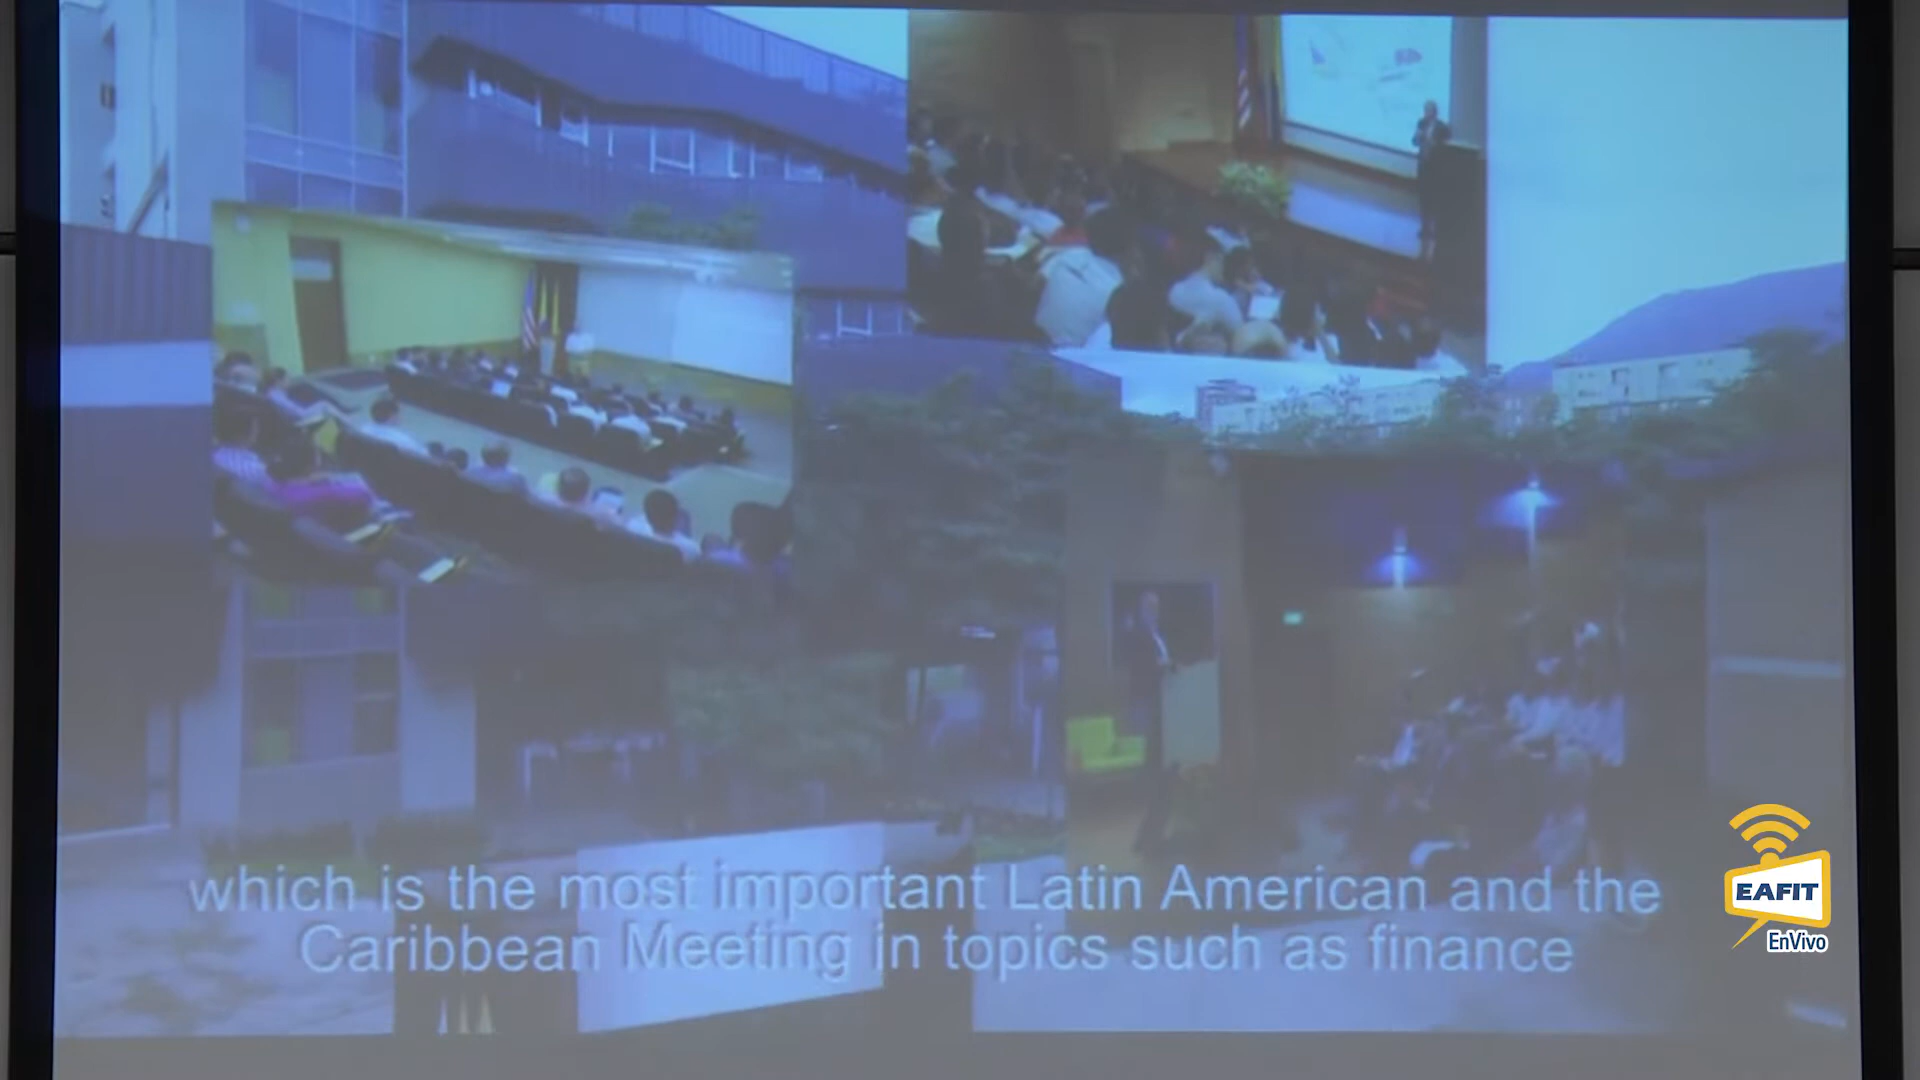 which is the most important Latin American and the
Caribbean Meeting in topics such as finance
EAFIT
EnVivo